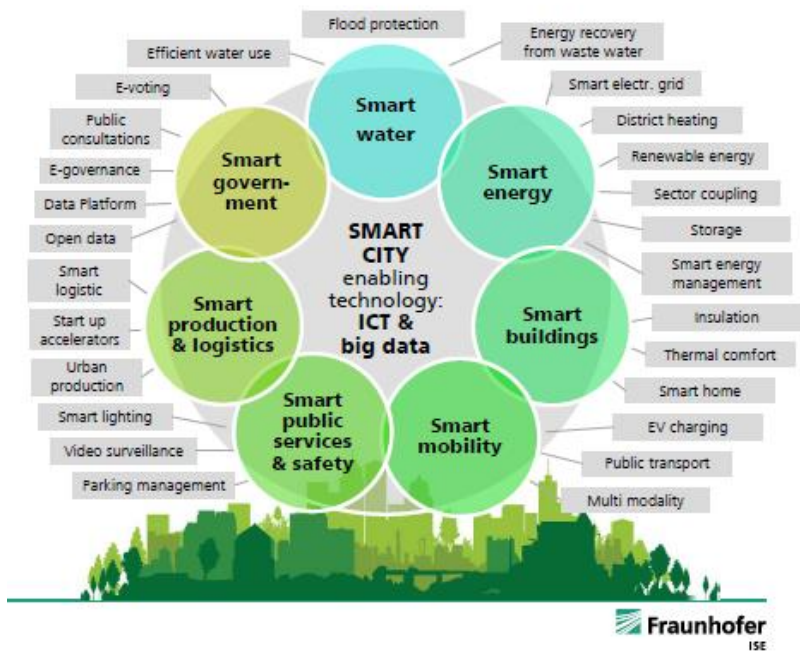 Flood protection
Efficient water use
Energy recovery
from waste water
E-voting
Smart electr. grid
Public
consultations
District heating
E-governance
Renewable energy
Data Platform
Sector coupling
Open data
Storage
Smart
logistic
Smart energy
management
Start up
accelerators
Insulation
Urban
production
Thermal comfort
Smart lighting
Smart home
Video surveillance
EV charging
Parking management
Public transport
Multi modality
Smart
water
Smart
govern-
ment
Smart
energy
SMART
CITY
enabling
technology:
ICT &
big data
Smart
production
& logistics
Smart
buildings
Smart
public
services
& safety
Smart
mobility
Fraunhofer
ISE